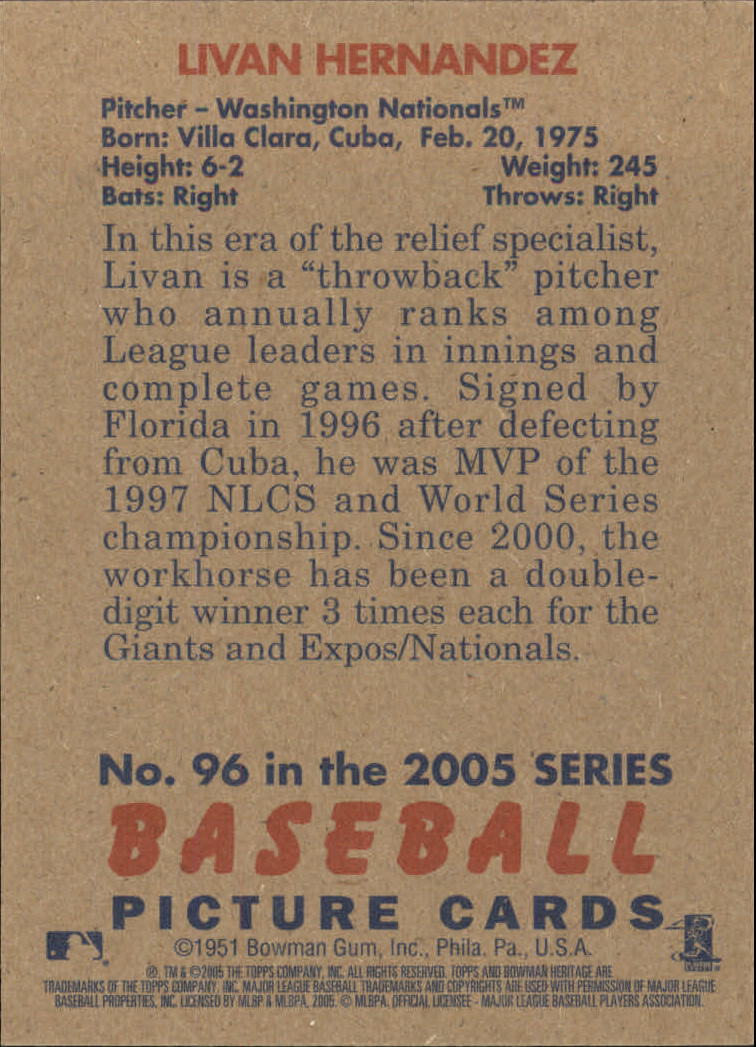 LIVAN HERNANDEZ
Pitcher – Washington Nationals™
Born: Villa Clara, Cuba, Feb. 20, 1975
Height: 6-2 Weight: 245
Bats: Right Throws: Right
In this era of the relief specialist,
Livan is a “throwback” pitcher
who annually ranks among
League leaders in innings and
complete games. Signed by
Florida in 1996 after defecting
from Cuba, he was MVP of the
1997 NLCS and World Series
championship. Since 2000, the
workhorse has been a double-
digit winner 3 times each for the
Giants and Expos/Nationals.
No. 96 in the 2005 SERIES
BASEBALL
PICTURE CARDS
©1951 Bowman Gum, Inc., Phila. Pa., U.S.A.
®, TM & ©2005 THE TOPPS COMPANY, INC. ALL RIGHTS RESERVED. TOPPS AND BOWMAN HERITAGE ARE
TRADEMARKS OF THE TOPPS COMPANY, INC. MAJOR LEAGUE BASEBALL TRADEMARKS AND COPYRIGHTS ARE USED WITH PERMISSION OF MAJOR LEAGUE
BASEBALL PROPERTIES, INC. LICENSED BY MLBP & MLBPA, 2005. © MLBPA. OFFICIAL LICENSEE - MAJOR LEAGUE BASEBALL PLAYERS ASSOCIATION.